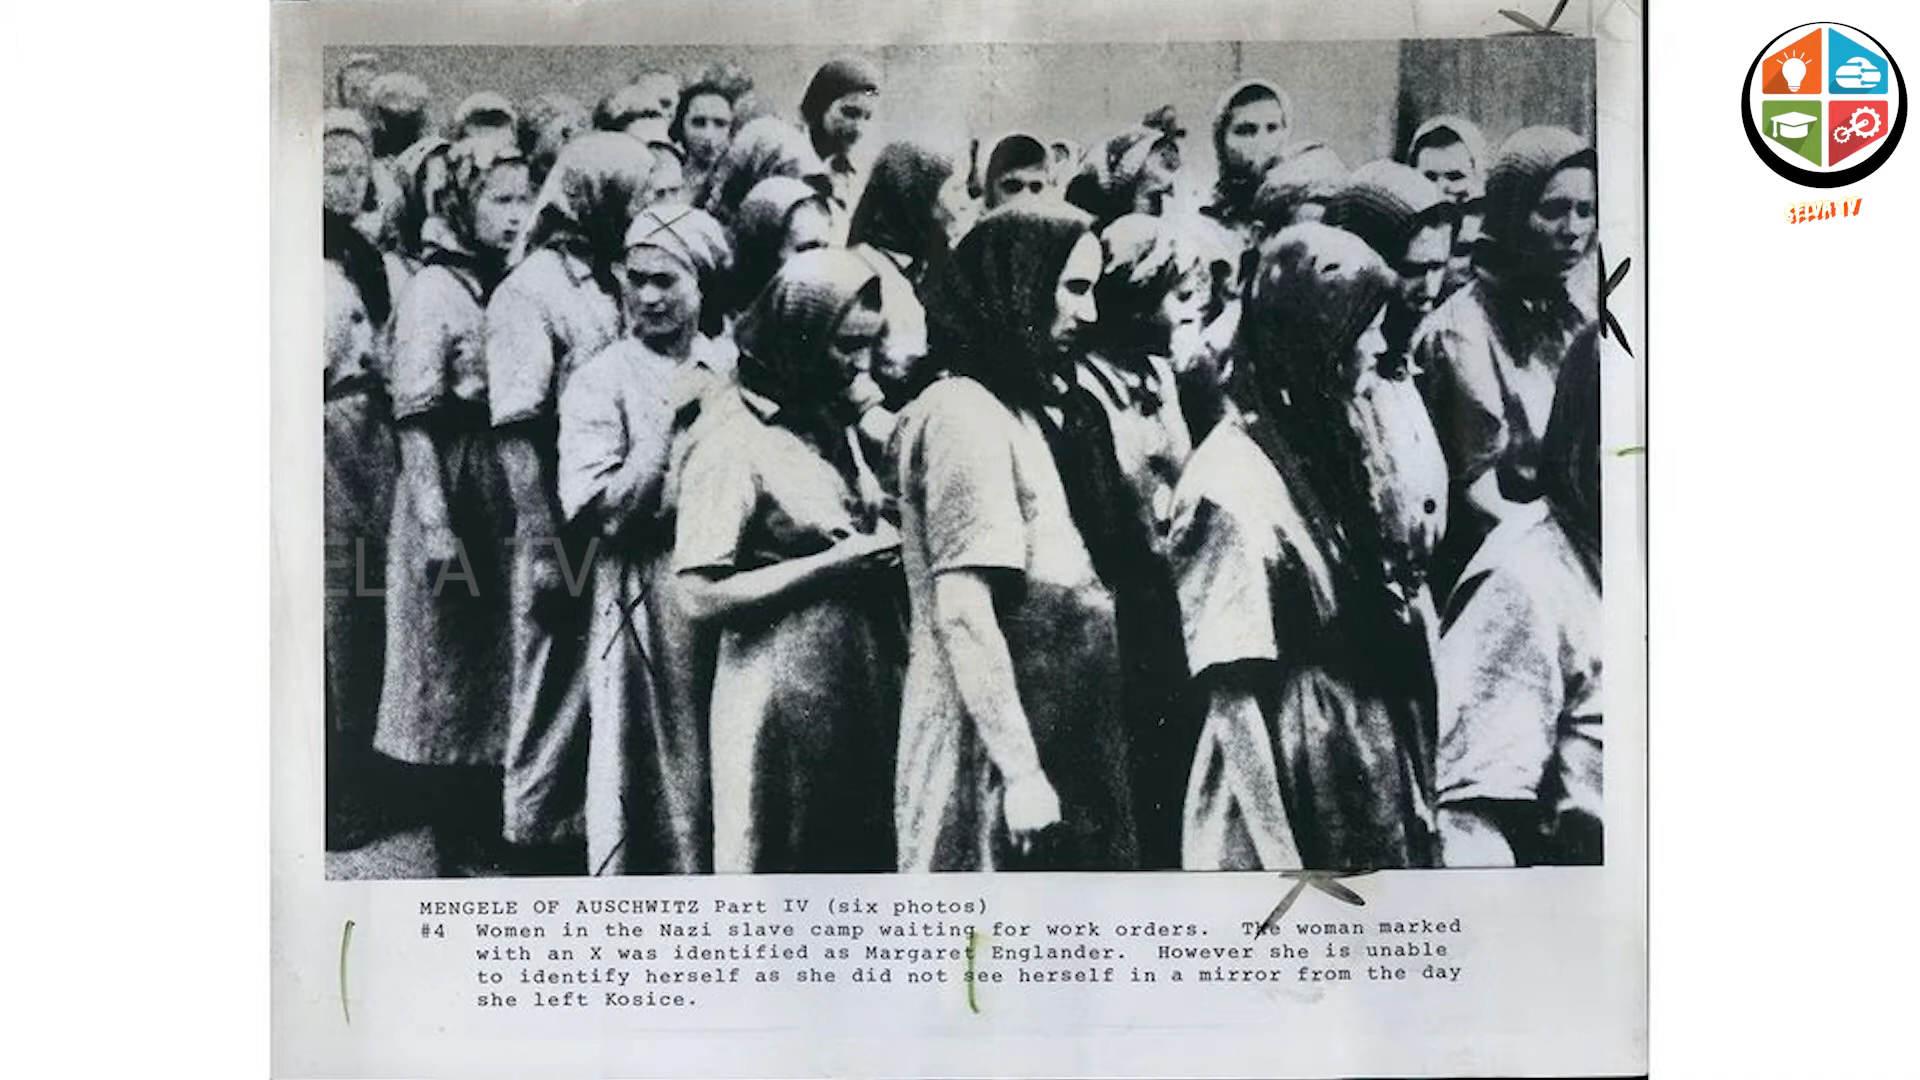 SELVA TV
MENGELE OF AUSCHWITZ Part IV (six photos)
#4 Women in the Nazi slave camp waiting for work orders. The woman marked
with an X was identified as Margaret Englander. However she is unable
to identify herself as she did not see herself in a mirror from the day
she left Kosice.